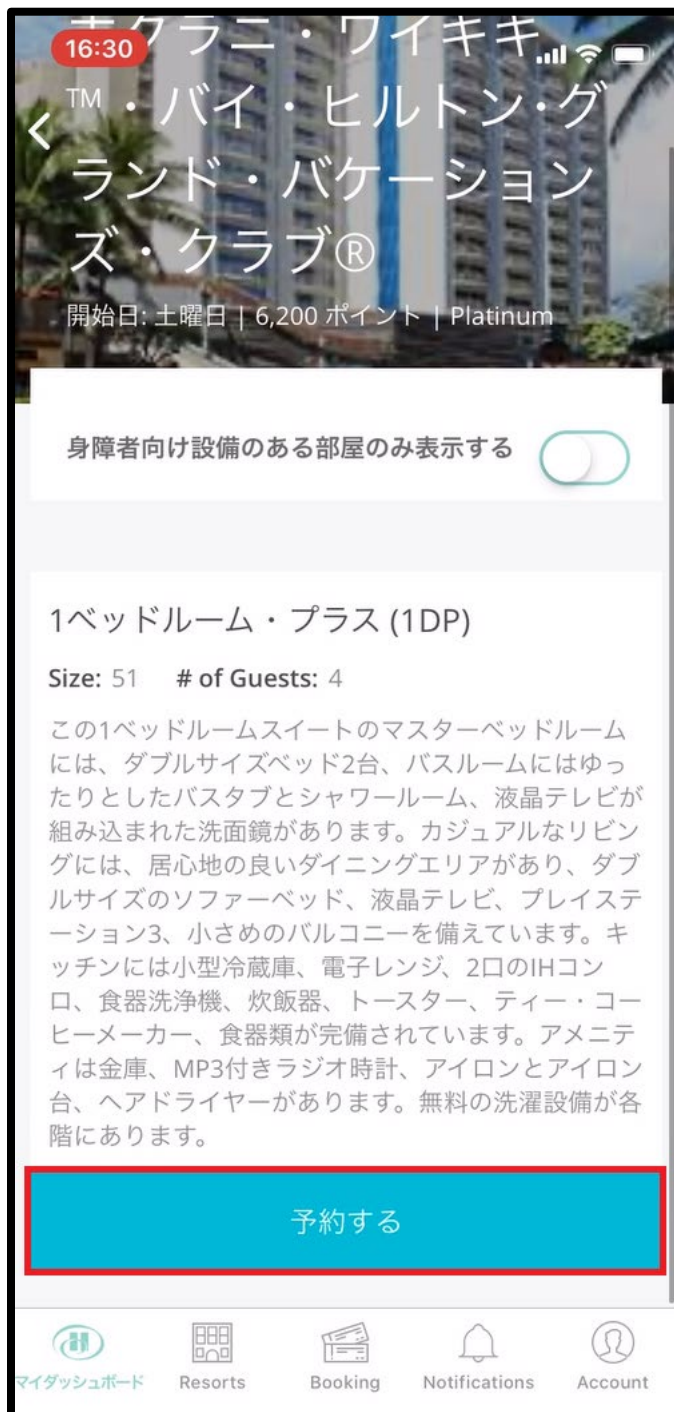 16:30
ホクラニ・ワイキキ
™・バイ・ヒルトン・グ
ランド・バケーション
ズ・クラブ®
開始日: 土曜日 | 6,200 ポイント | Platinum
身障者向け設備のある部屋のみ表示する
1ベッドルーム・プラス (1DP)
Size: 51 # of Guests: 4
この1ベッドルームスイートのマスターベッドルーム
には、ダブルサイズベッド2台、バスルームにはゆっ
たりとしたバスタブとシャワールーム、液晶テレビが
組み込まれた洗面鏡があります。カジュアルなリビン
グには、居心地の良いダイニングエリアがあり、ダブ
ルサイズのソファーベッド、液晶テレビ、プレイステ
ーション3、小さめのバルコニーを備えています。キ
ッチンには小型冷蔵庫、電子レンジ、2口のIHコン
ロ、食器洗浄機、炊飯器、トースター、ティー・コー
ヒーメーカー、食器類が完備されています。アメニテ
ィは金庫、MP3付きラジオ時計、アイロンとアイロン
台、ヘアドライヤーがあります。無料の洗濯設備が各
階にあります。
予約する
マイダッシュボード
Resorts
Booking
Notifications
Account